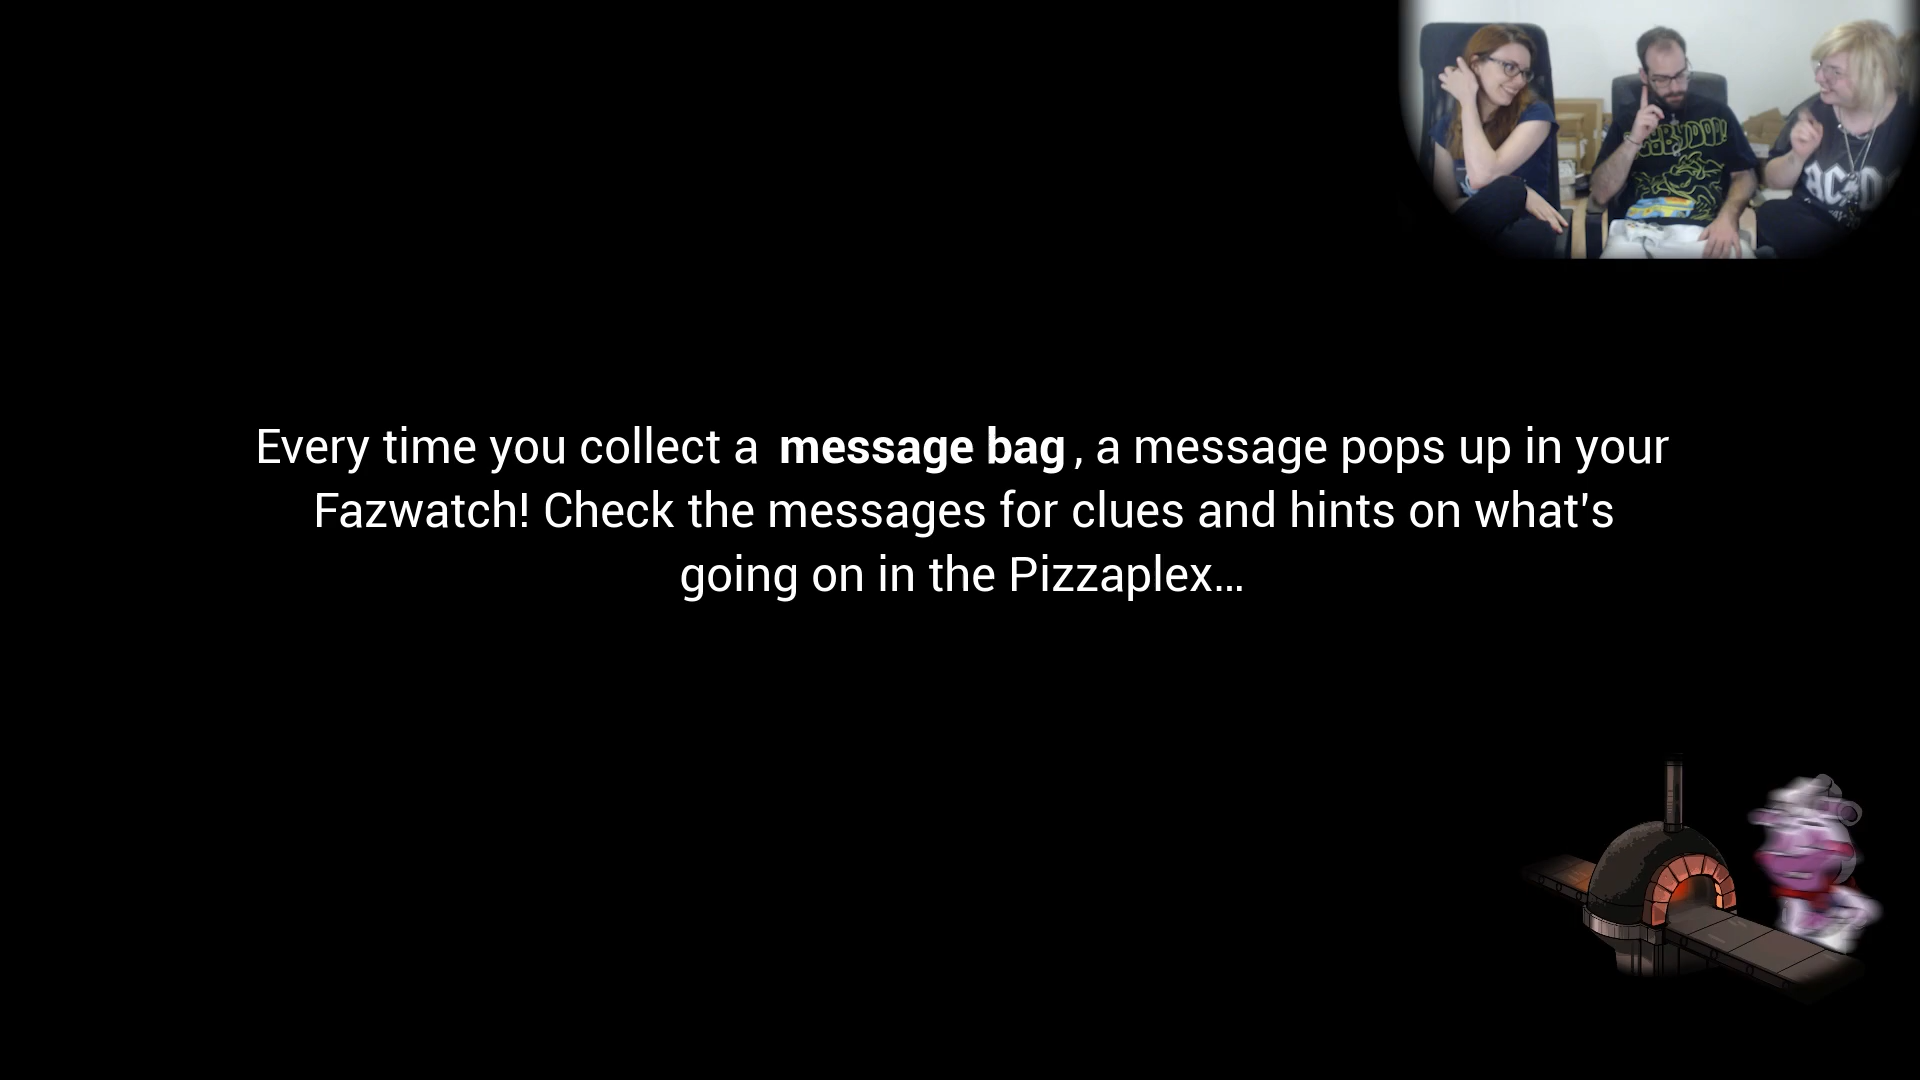 Every time you collect a message bag, a message pops up in your
Fazwatch! Check the messages for clues and hints on what's
going on in the Pizzaplex...